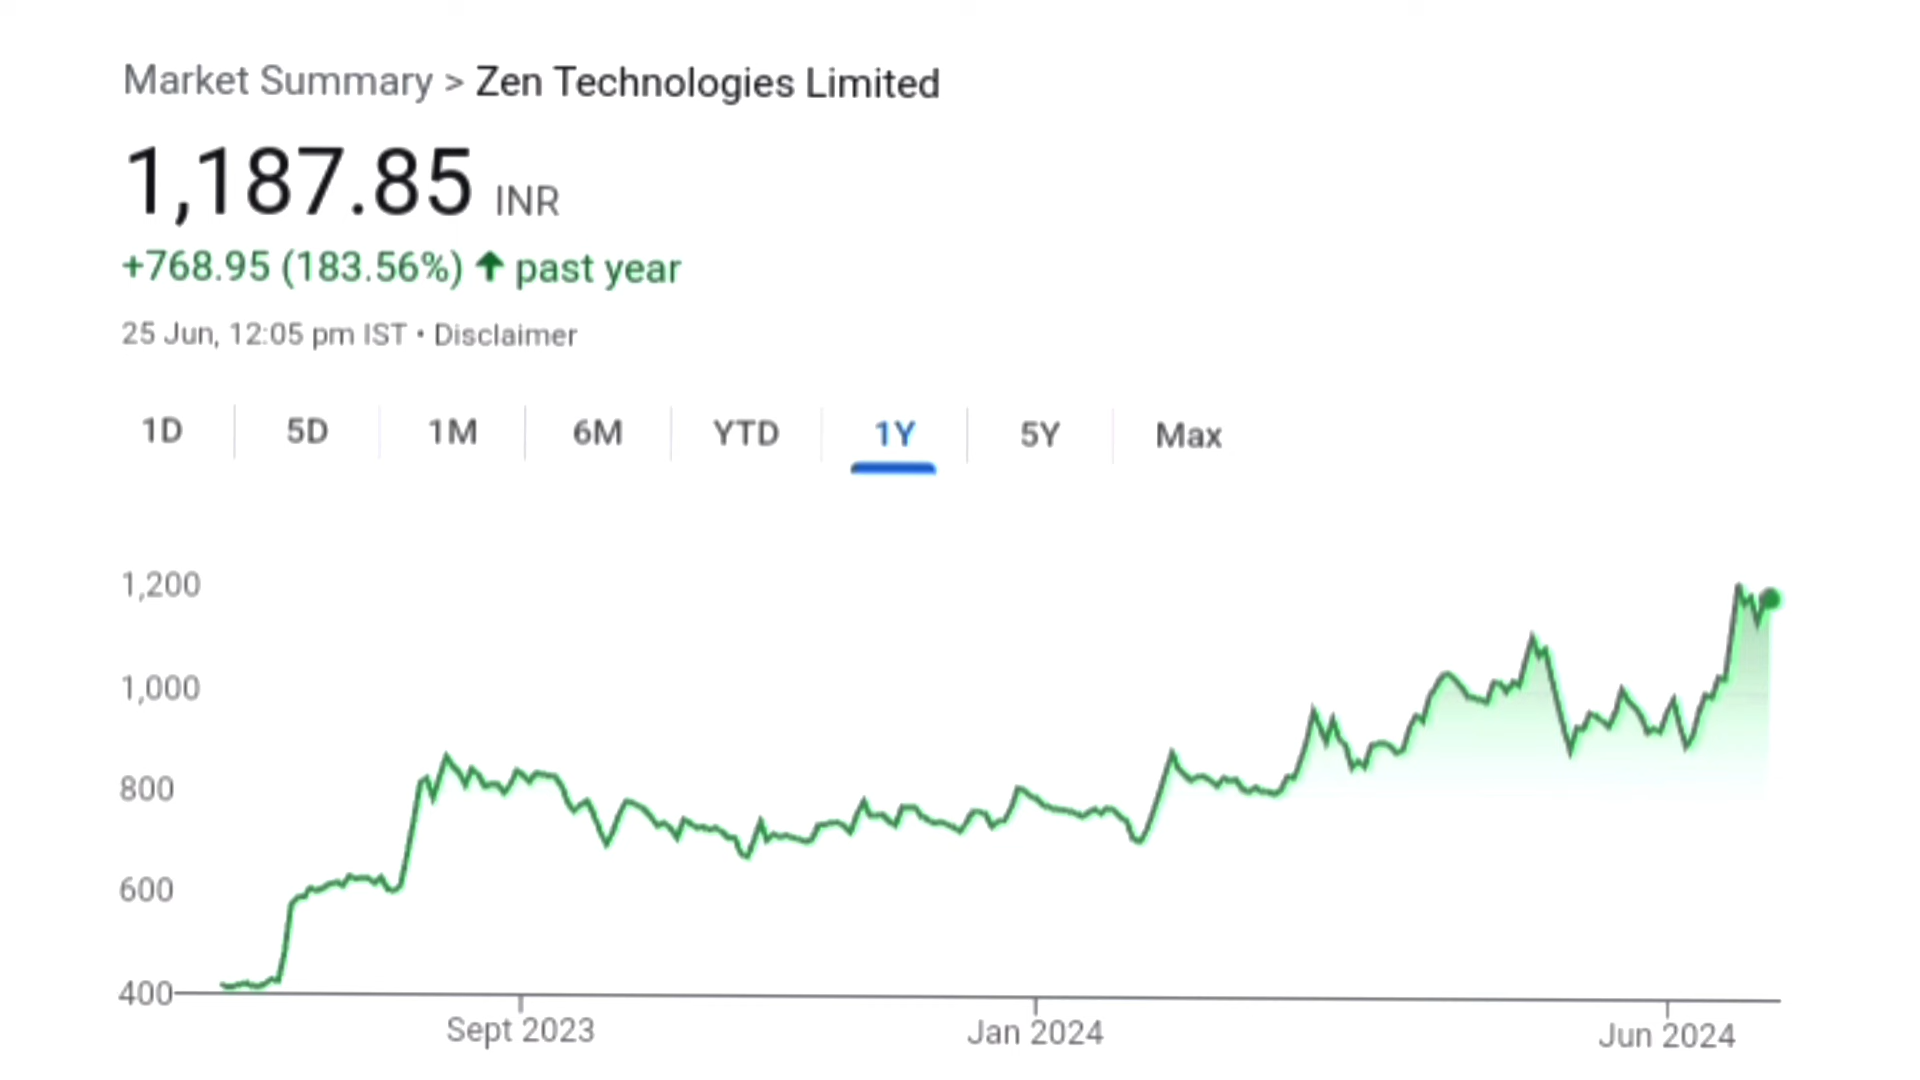 Market Summary > Zen Technologies Limited
1,187.85 INR
+768.95 (183.56%) ↑ past year
25 Jun, 12:05 pm IST • Disclaimer
1D 5D 1M 6M YTD 1Y 5Y Max
1,200
1,000
800
600
400
Sept 2023 Jan 2024 Jun 2024